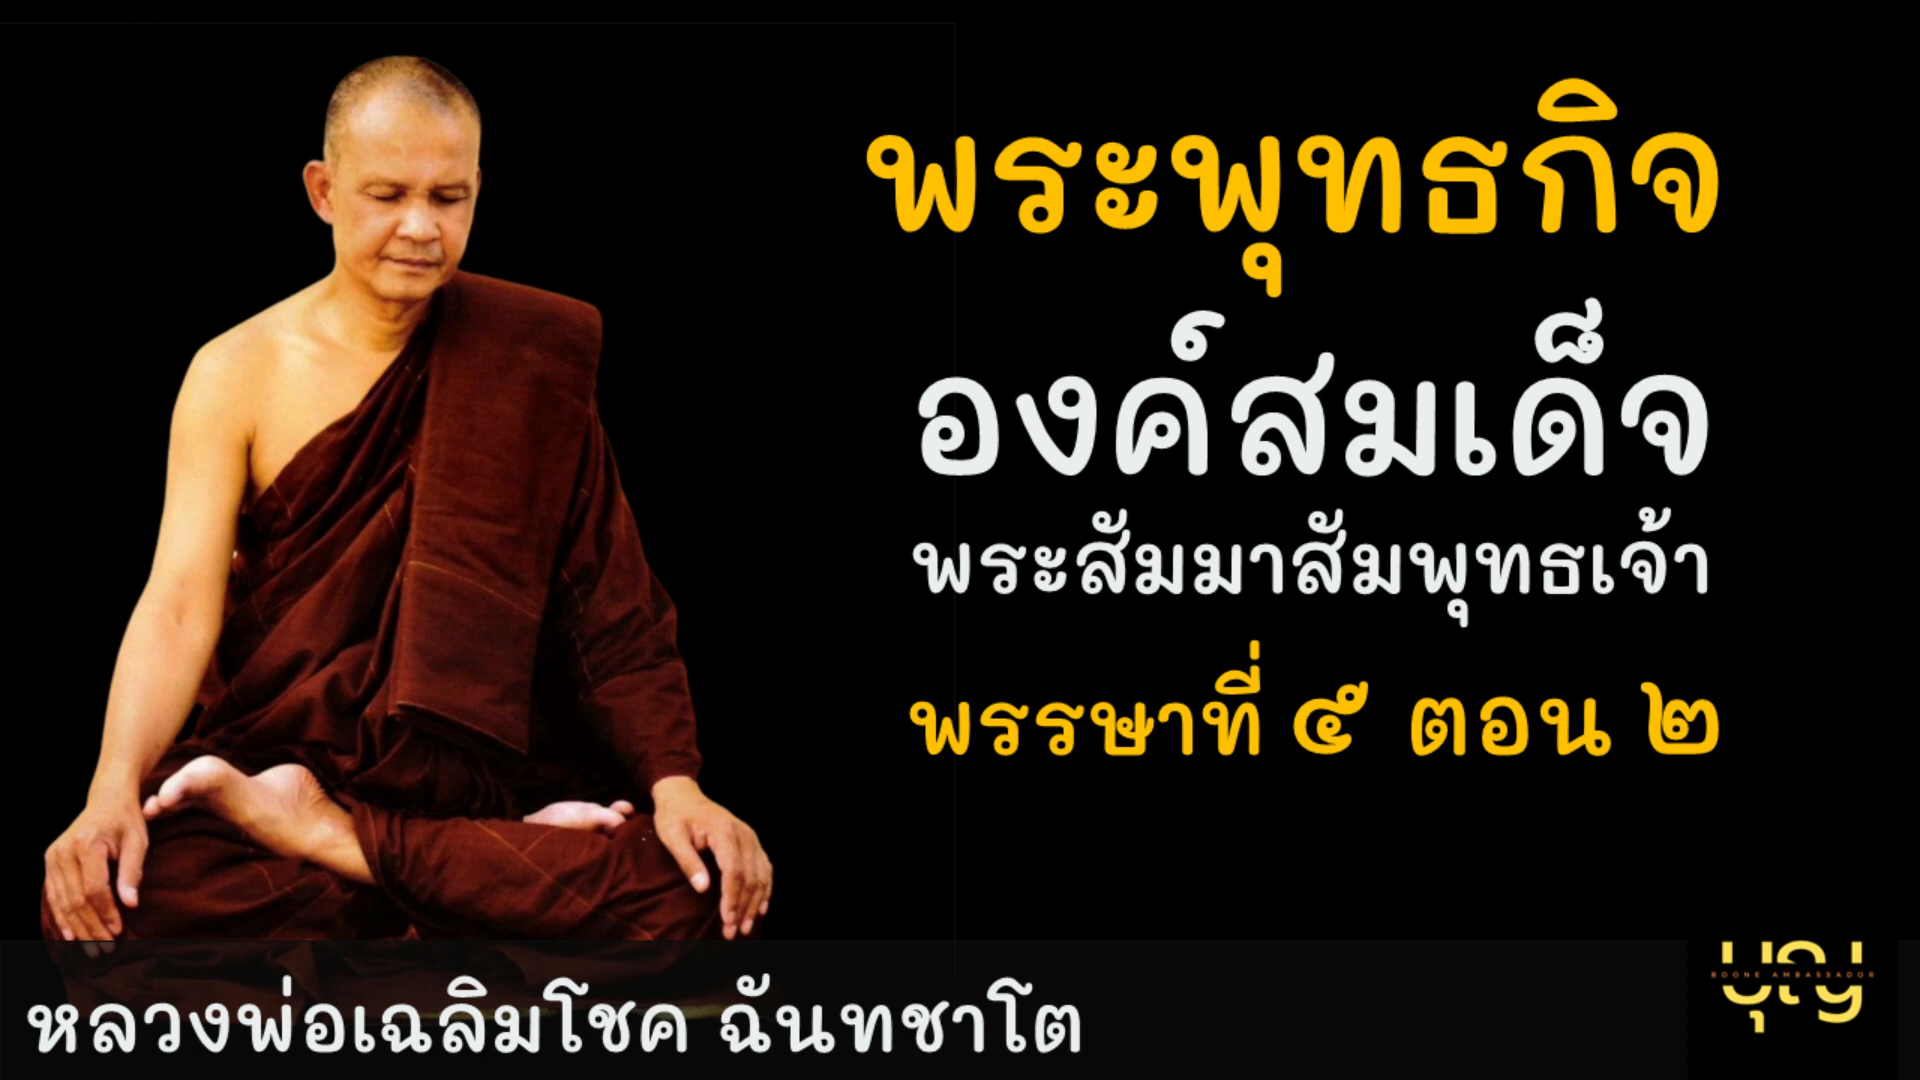 พระพุทธกิจ
องค์สมเด็จ
พระสัมมาสัมพุทธเจ้า
พรรษาที่ ๕ ตอน ๒
หลวงพ่อเฉลิมโชค ฉันทชาโต
บุญ
BOONE AMBASSADOR